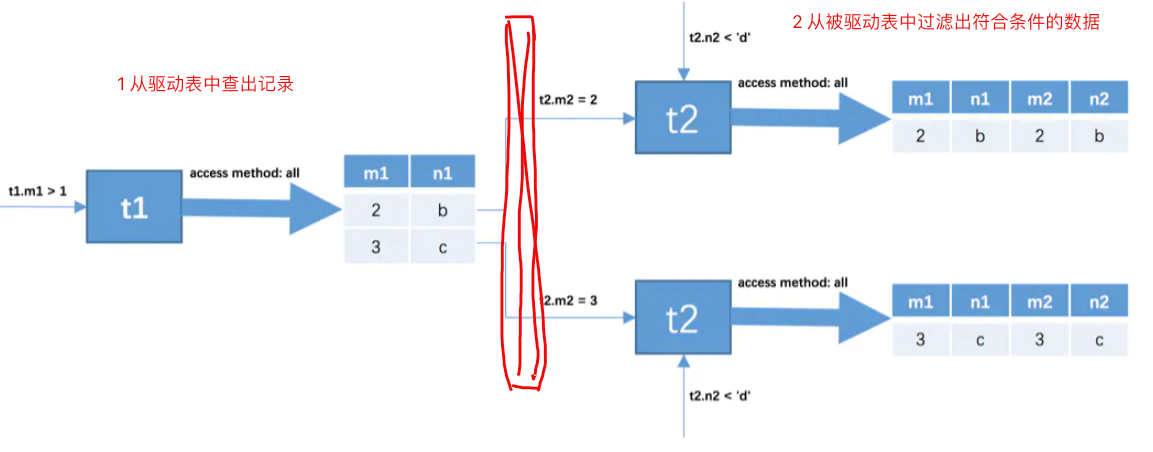 1 从驱动表中查出记录
t1.m1 > 1
t1
access method: all
m1 n1
2 b
3 c
2 从被驱动表中过滤出符合条件的数据
t2.n2 < 'd'
t2.m2 = 2
t2
access method: all
m1 n1 m2 n2
2 b 2 b
t2.m2 = 3
t2
access method: all
m1 n1 m2 n2
3 c 3 c
t2.n2 < 'd'